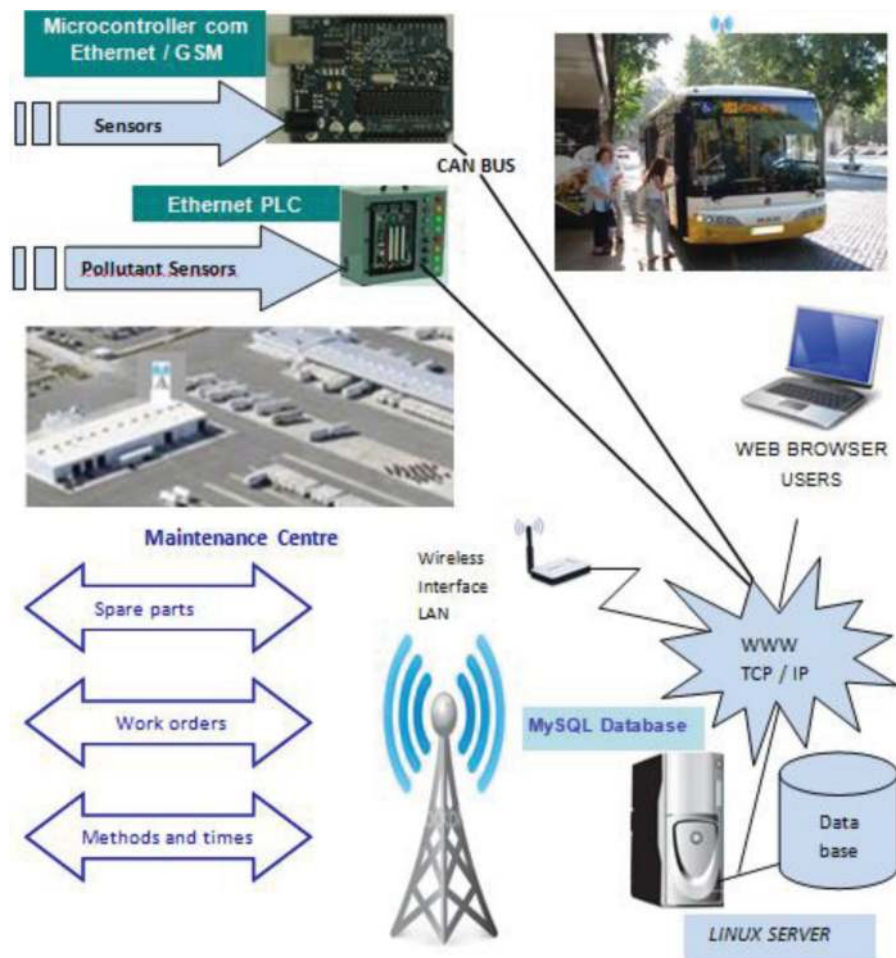 Microcontroller com
Ethernet / GSM
Sensors
CAN BUS
Ethernet PLC
Pollutant Sensors
WEB BROWSER
USERS
Maintenance Centre
Wireless
Interface
LAN
Spare parts
WWW
TCP / IP
Work orders
MySQL Database
Methods and times
Data
base
LINUX SERVER